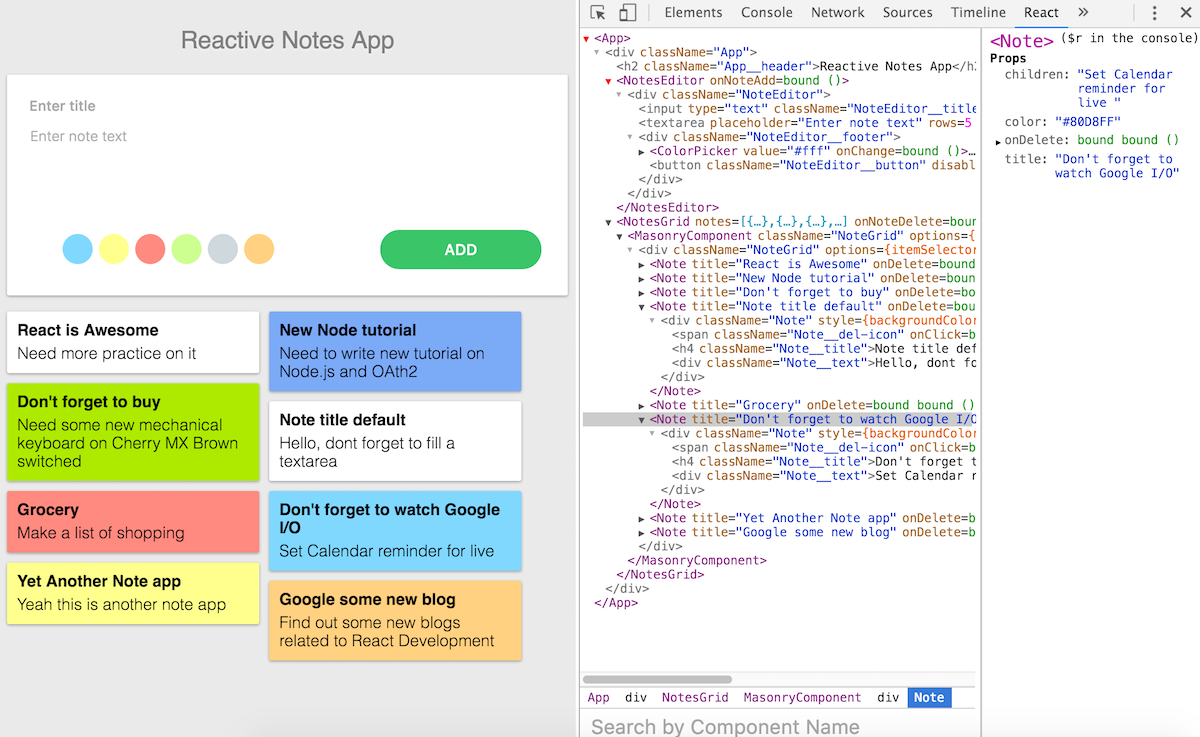 Reactive Notes App
Enter title
Enter note text
ADD
React is Awesome
Need more practice on it
Don't forget to buy
Need some new mechanical
keyboard on Cherry MX Brown
switched
Grocery
Make a list of shopping
Yet Another Note app
Yeah this is another note app
New Node tutorial
Need to write new tutorial on
Node.js and OAth2
Note title default
Hello, dont forget to fill a
textarea
Don't forget to watch Google
I/O
Set Calendar reminder for live
Google some new blog
Find out some new blogs
related to React Development
Elements Console Network Sources Timeline React »
<App>
<div className="App">
<h2 className="App__header">Reactive Notes App</h
<NotesEditor onNoteAdd=bound ()>
<div className="NoteEditor">
<input type="text" className="NoteEditor__title
<textarea placeholder="Enter note text" rows=5
<div className="NoteEditor__footer">
<ColorPicker value="#fff" onChange=bound ()>…
<button className="NoteEditor__button" disabl
</div>
</div>
</NotesEditor>
<NotesGrid notes=[{…},{…},{…},…] onNoteDelete=boun
<MasonryComponent className="NoteGrid" options={
<div className="NoteGrid" options={itemSelector
<Note title="React is Awesome" onDelete=bound
<Note title="New Node tutorial" onDelete=boun
<Note title="Don't forget to buy" onDelete=bo
<Note title="Note title default" onDelete=boun
<div className="Note" style={backgroundColor
<span className="Note__del-icon" onClick=b
<h4 className="Note__title">Note title def
<div className="Note__text">Hello, dont fo
</div>
</Note>
<Note title="Grocery" onDelete=bound bound ()
<Note title="Don't forget to watch Google I/O
<div className="Note" style={backgroundColor
<span className="Note__del-icon" onClick=b
<h4 className="Note__title">Don't forget t
<div className="Note__text">Set Calendar r
</div>
</Note>
<Note title="Yet Another Note app" onDelete=b
<Note title="Google some new blog" onDelete=b
</div>
</MasonryComponent>
</NotesGrid>
</div>
</App>
App div NotesGrid MasonryComponent div Note
Search by Component Name
<Note> ($r in the console)
Props
children: "Set Calendar
reminder for
live "
color: "#80D8FF"
onDelete: bound bound ()
title: "Don't forget to
watch Google I/O"